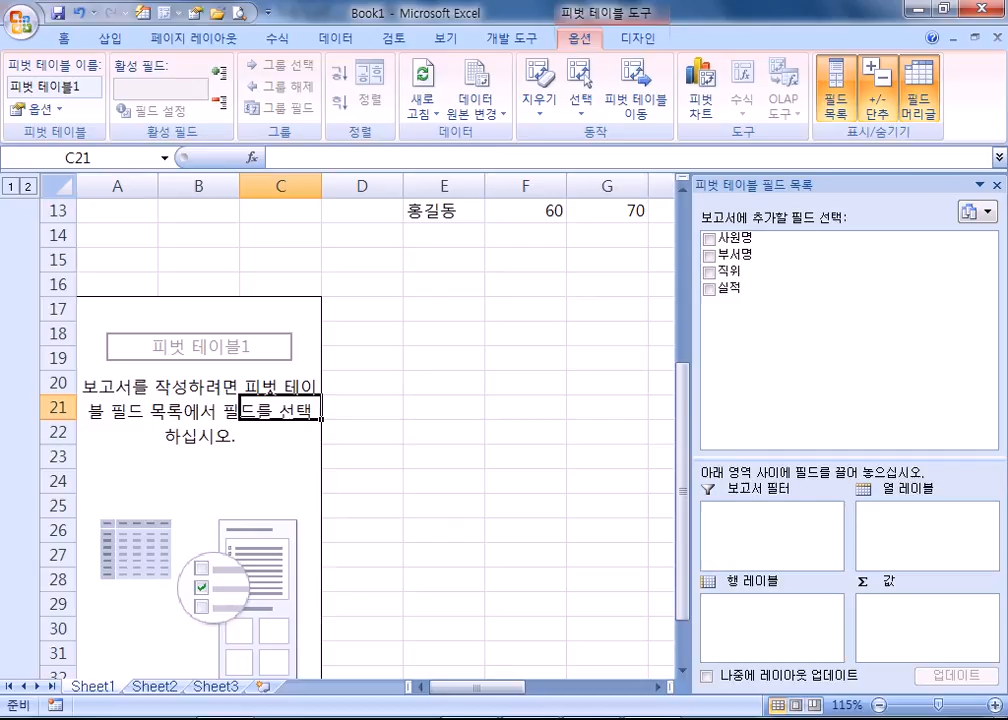 Book1 - Microsoft Excel
피벗 테이블 도구
홈 삽입 페이지 레이아웃 수식 데이터 검토 보기 개발 도구 옵션 디자인
피벗 테이블 이름:
피벗 테이블1
옵션
피벗 테이블
활성 필드:
필드 설정
활성 필드
그룹 선택
그룹 해제
그룹 필드
그룹
정렬
정렬
새로
고침
데이터
원본 변경
데이터
지우기
선택
피벗 테이블
이동
동작
피벗
차트
수식
OLAP
도구
도구
필드
목록
+/-
단추
필드
머리글
표시/숨기기
C21
fx
1 2
A B C D E F G
13 홍길동 60 70
14
15
16
17
18
19
20
21
22
23
24
25
26
27
28
29
30
31
32
피벗 테이블1
보고서를 작성하려면 피벗 테이
블 필드 목록에서 필드를 선택
하십시오.
피벗 테이블 필드 목록
보고서에 추가할 필드 선택:
사원명
부서명
직위
실적
아래 영역 사이에 필드를 끌어 놓으십시오.
보고서 필터
열 레이블
행 레이블
Σ 값
나중에 레이아웃 업데이트
업데이트
Sheet1 Sheet2 Sheet3
준비
115%